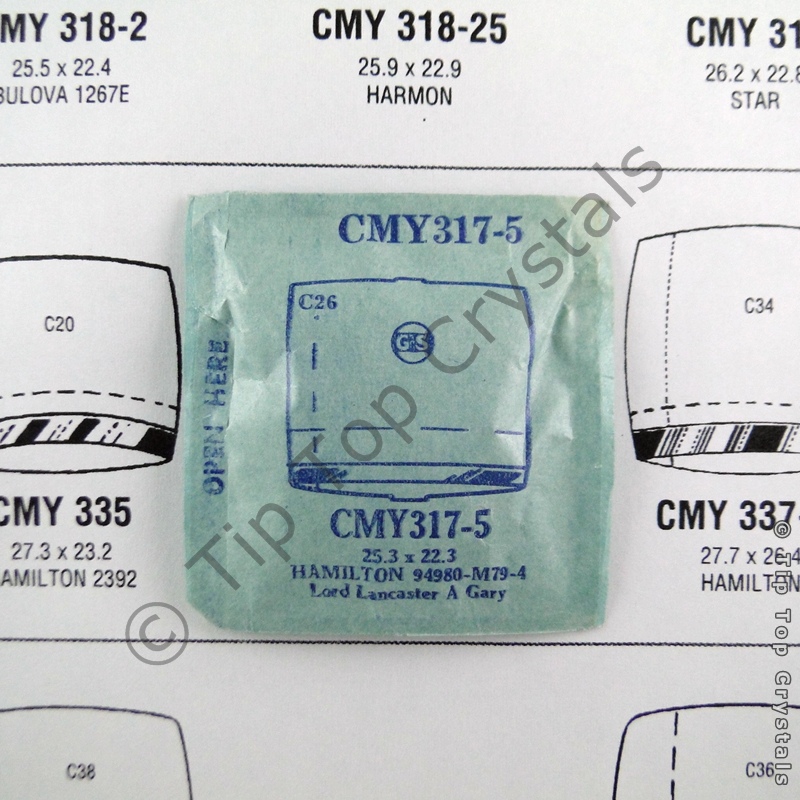 MY 318-2
25.5 x 22.4
BULOVA 1267E
CMY 318-25
25.9 x 22.9
HARMON
CMY 31
26.2 x 22.8
STAR
C20
CMY 335
27.3 x 23.2
AMILTON 2392
CMY317-5
C26
GS
OPEN HERE
CMY317-5
25.3 x 22.3
HAMILTON 94980-M79-4
Lord Lancaster A Gary
C34
CMY 337-
27.7 x 26.4
HAMILTON
C38
C36
© Tip Top Crystals
© Tip Top Crystals